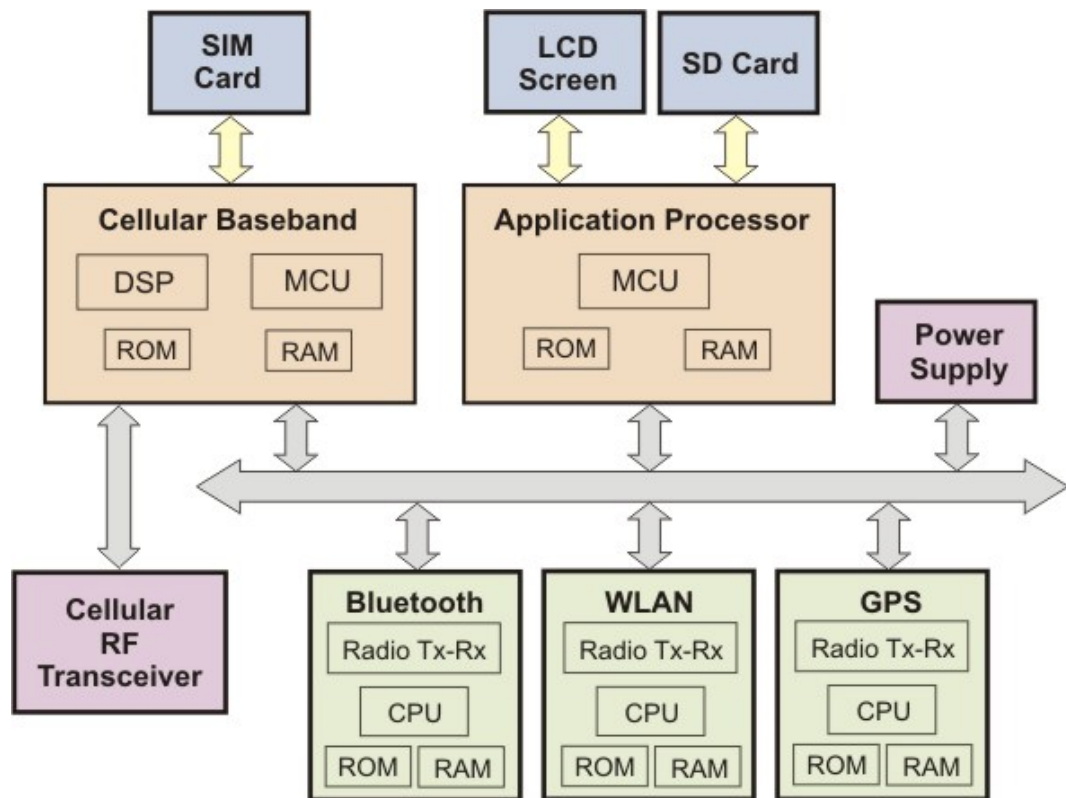 SIM
Card
LCD
Screen
SD Card
Cellular Baseband
DSP
MCU
ROM
RAM
Application Processor
MCU
ROM
RAM
Power
Supply
Cellular
RF
Transceiver
Bluetooth
Radio Tx-Rx
CPU
ROM
RAM
WLAN
Radio Tx-Rx
CPU
ROM
RAM
GPS
Radio Tx-Rx
CPU
ROM
RAM